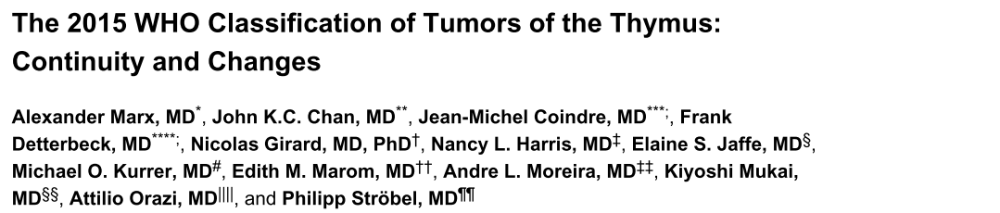 The 2015 WHO Classification of Tumors of the Thymus:
Continuity and Changes
Alexander Marx, MD*, John K.C. Chan, MD**, Jean-Michel Coindre, MD***;, Frank
Detterbeck, MD****;, Nicolas Girard, MD, PhD†, Nancy L. Harris, MD‡, Elaine S. Jaffe, MD§,
Michael O. Kurrer, MD#, Edith M. Marom, MD††, Andre L. Moreira, MD‡‡, Kiyoshi Mukai,
MD§§, Attilio Orazi, MD||||, and Philipp Ströbel, MD¶¶